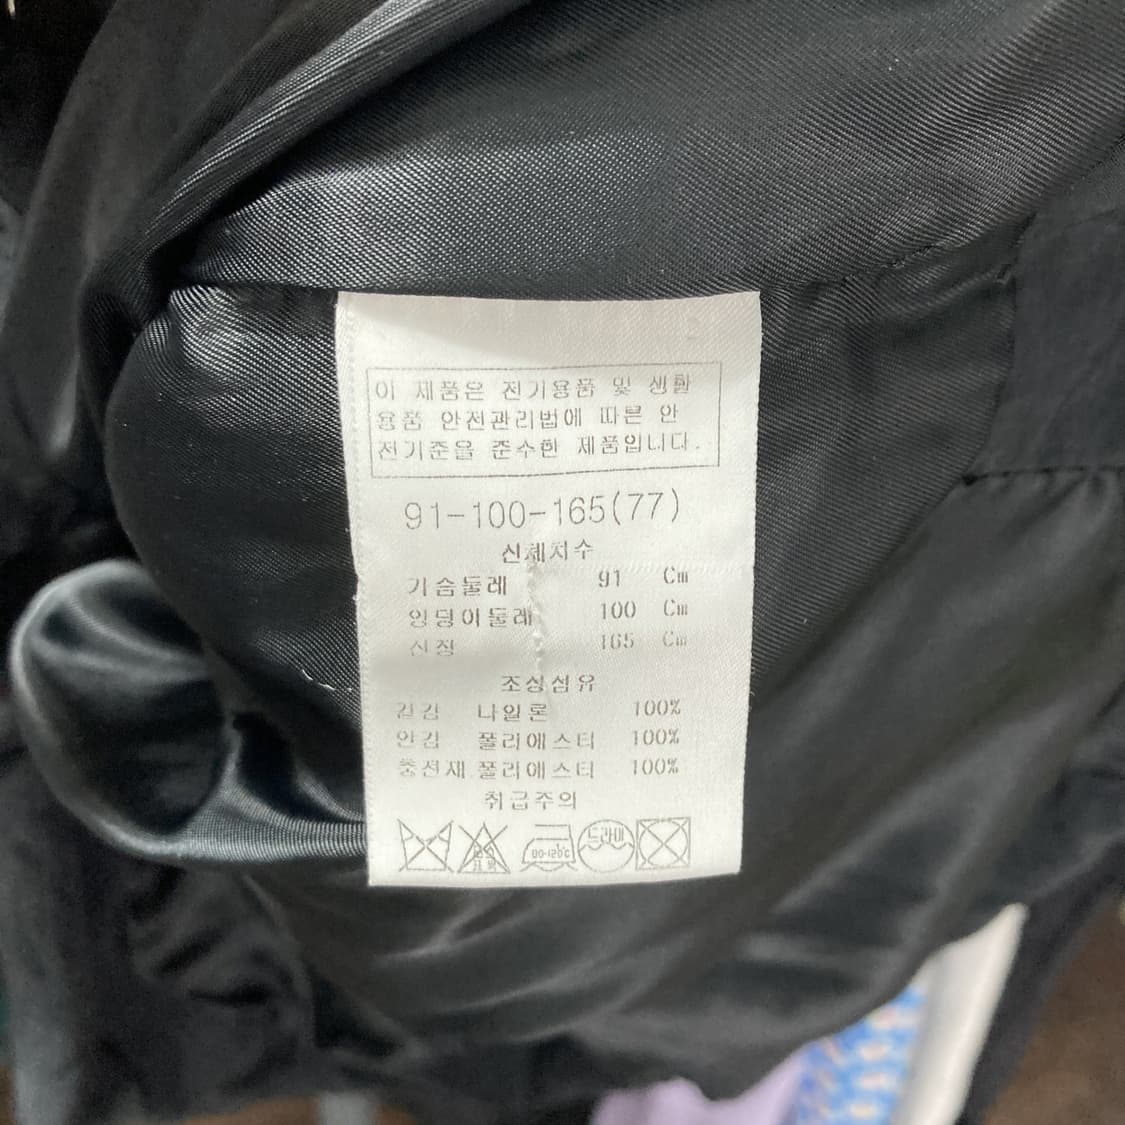 이 제품은 전기용품 및 생활
용품 안전관리법에 따른 안
전기준을 준수한 제품입니다.
91-100-165(77)
신체치수
가슴둘레 91 Cm
엉덩이둘레 100 Cm
신장 165 Cm
조성섬유
겉감 나일론 100%
안감 폴리에스터 100%
충전재 폴리에스터 100%
취급주의
80-120℃ 드라이